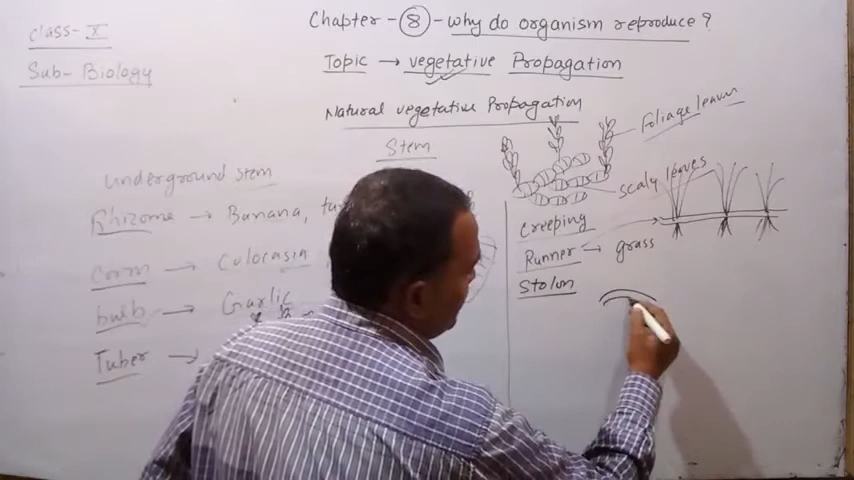 Class - X
Sub - Biology
Chapter - 8 - why do organism reproduce ?
Topic → vegetative Propagation
Natural vegetative Propagation
Stem
underground stem
Rhizome → Banana,
corm → Colocasia
bulb → Garlic
Tuber →
Foliage leaves
scaly leaves
Creeping
Runner → grass
Stolon